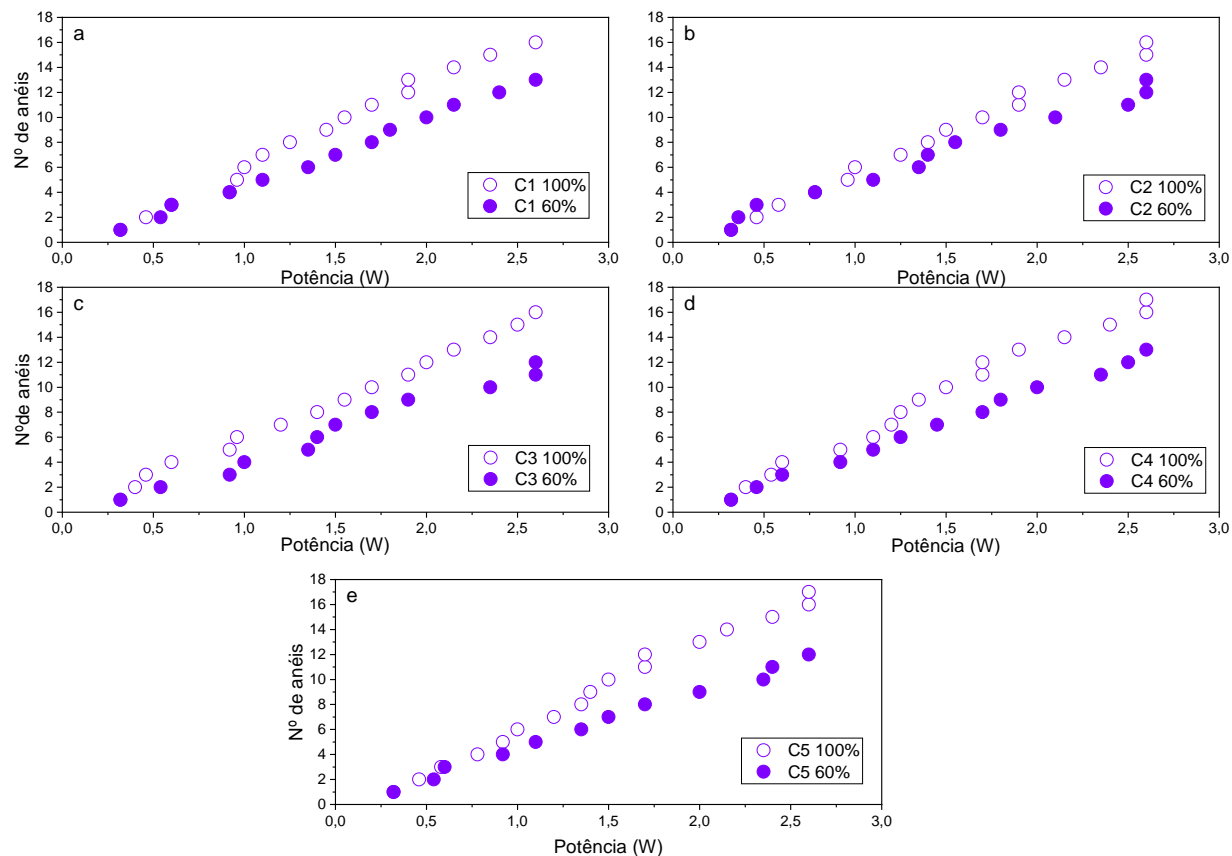 a
Nº de anéis
18
16
14
12
10
8
6
4
2
0
0,0 0,5 1,0 1,5 2,0 2,5 3,0
Potência (W)
C1 100%
C1 60%
b
18
16
14
12
10
8
6
4
2
0
0,0 0,5 1,0 1,5 2,0 2,5 3,0
Potência (W)
C2 100%
C2 60%
c
Nºde anéis
18
16
14
12
10
8
6
4
2
0
0,0 0,5 1,0 1,5 2,0 2,5 3,0
Potência (W)
C3 100%
C3 60%
d
18
16
14
12
10
8
6
4
2
0
0,0 0,5 1,0 1,5 2,0 2,5 3,0
Potência (W)
C4 100%
C4 60%
e
Nº de anéis
18
16
14
12
10
8
6
4
2
0
0,0 0,5 1,0 1,5 2,0 2,5 3,0
Potência (W)
C5 100%
C5 60%